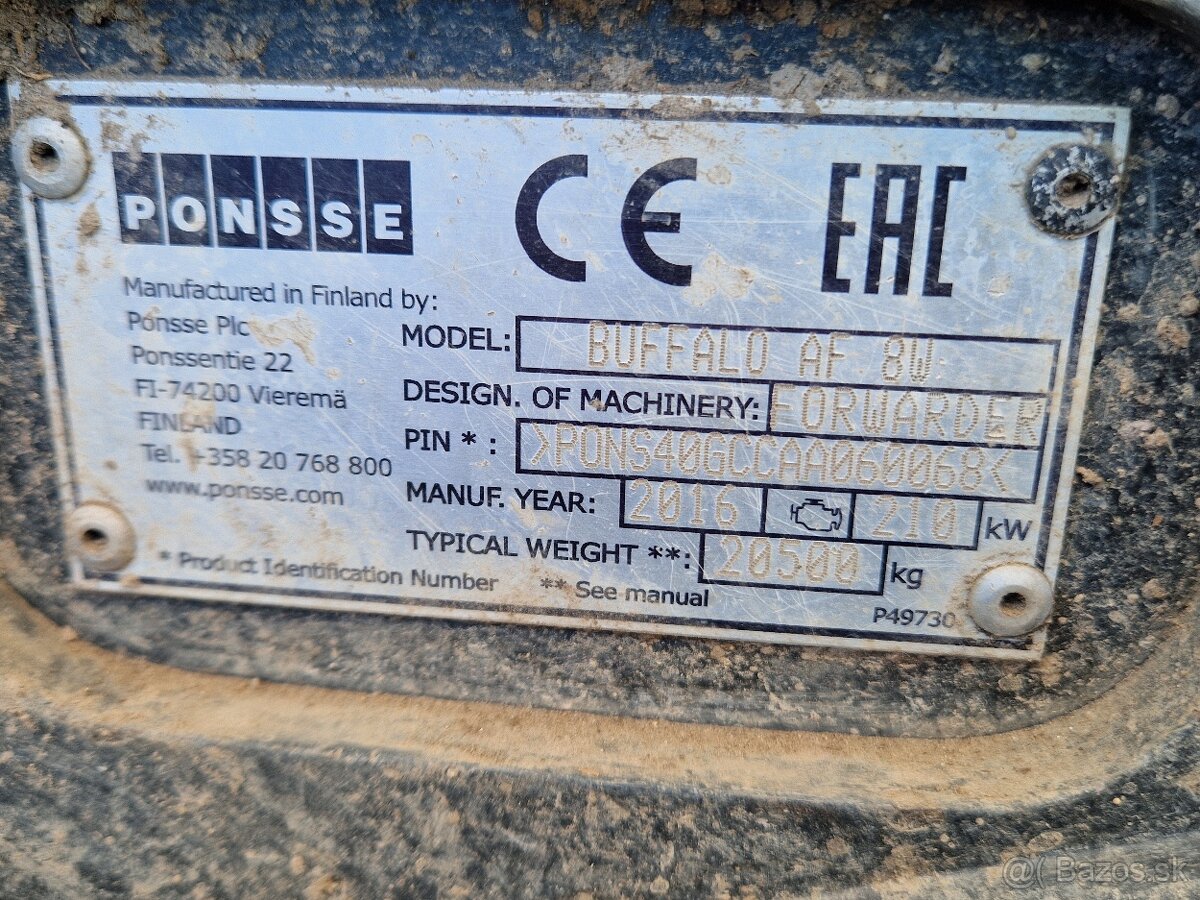 PONSSE
CE EAC
Manufactured in Finland by:
Ponsse Plc
Ponssentie 22
FI-74200 Vieremä
FINLAND
Tel. +358 20 768 800
www.ponsse.com
MODEL: BUFFALO AF 8W.
DESIGN. OF MACHINERY: FORWARDER
PIN * : >PONS40GCCAA060068<
MANUF. YEAR: 2016 210 kW
TYPICAL WEIGHT **: 20500 kg
* Product Identification Number ** See manual
P49730
@( Bazos.sk